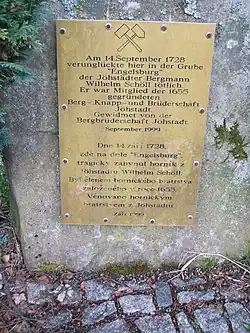 Am 14.September 1728
verunglückte hier in der Grube
"Engelsburg"
der Jöhstädter Bergmann
Wilhelm Schöll tödlich.
Er war Mitglied der 1655
gegründeten
Berg-,Knapp- und Brüderschaft
Jöhstadt.
Gewidmet von der
Bergbrüderschaft Jöhstadt.
September 1999
Dne 14.září 1728,
zde na dole "Engelsburg",
tragicky zahynul horník z
Jöhstadtu Wilhelm Schöll.
Byl členem hornického bratrstva
založeného v roce 1655.
Věnováno hornickým
bratrstvem z Jöhstadtu.
Září 1999